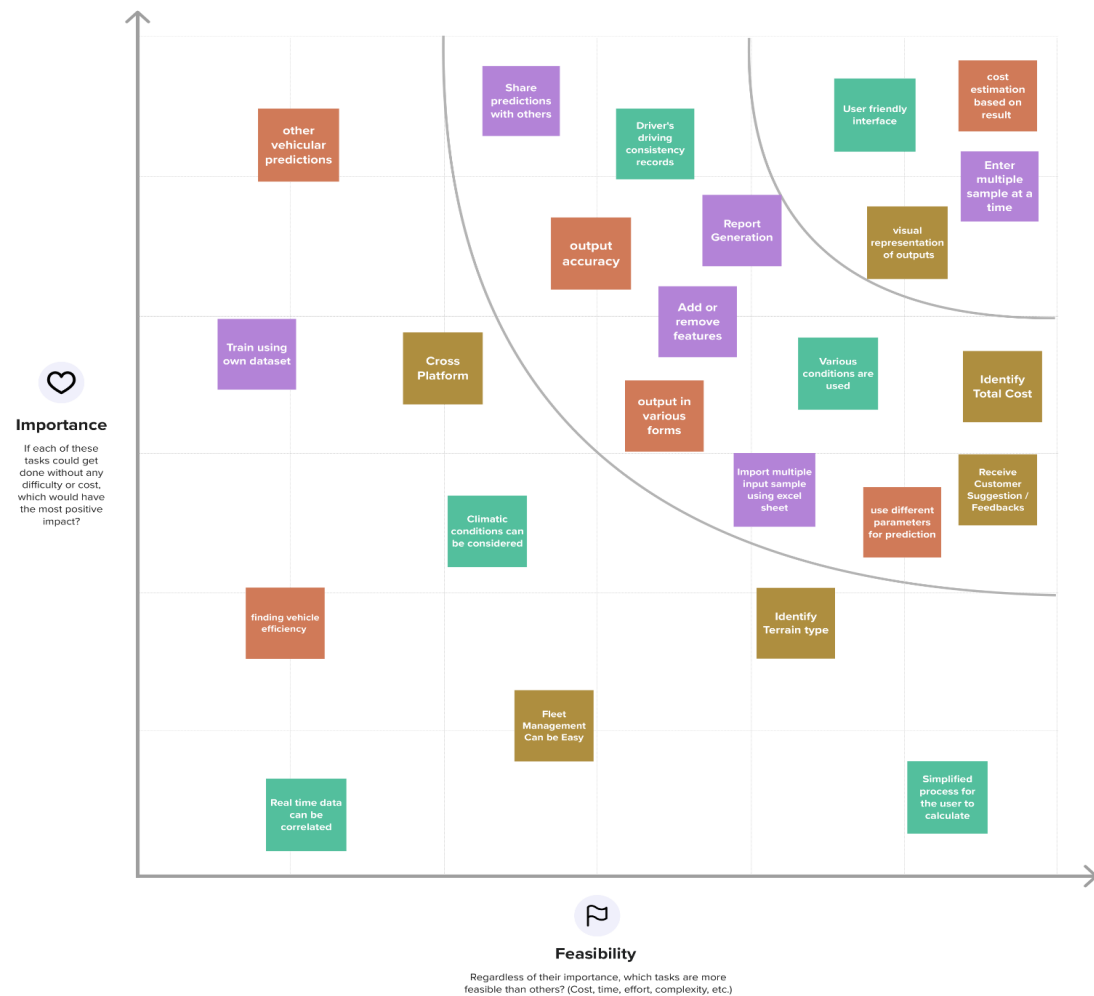 Share
predictions
with others
cost
estimation
based on
result
User friendly
interface
other
vehicular
predictions
Driver's
driving
consistency
records
Enter
multiple
sample at a
time
Report
Generation
visual
representation
of outputs
output
accuracy
Add or
remove
features
Train using
own dataset
Cross
Platform
Various
conditions are
used
Identify
Total Cost
output in
various
forms
Importance
If each of these
tasks could get
done without any
difficulty or cost,
which would have
the most positive
impact?
Import multiple
input sample
using excel
sheet
Receive
Customer
Suggestion /
Feedbacks
use different
parameters
for prediction
Climatic
conditions can
be considered
finding vehicle
efficiency
Identify
Terrain type
Fleet
Management
Can be Easy
Real time data
can be
correlated
Simplified
process for
the user to
calculate
Feasibility
Regardless of their importance, which tasks are more
feasible than others? (Cost, time, effort, complexity, etc.)